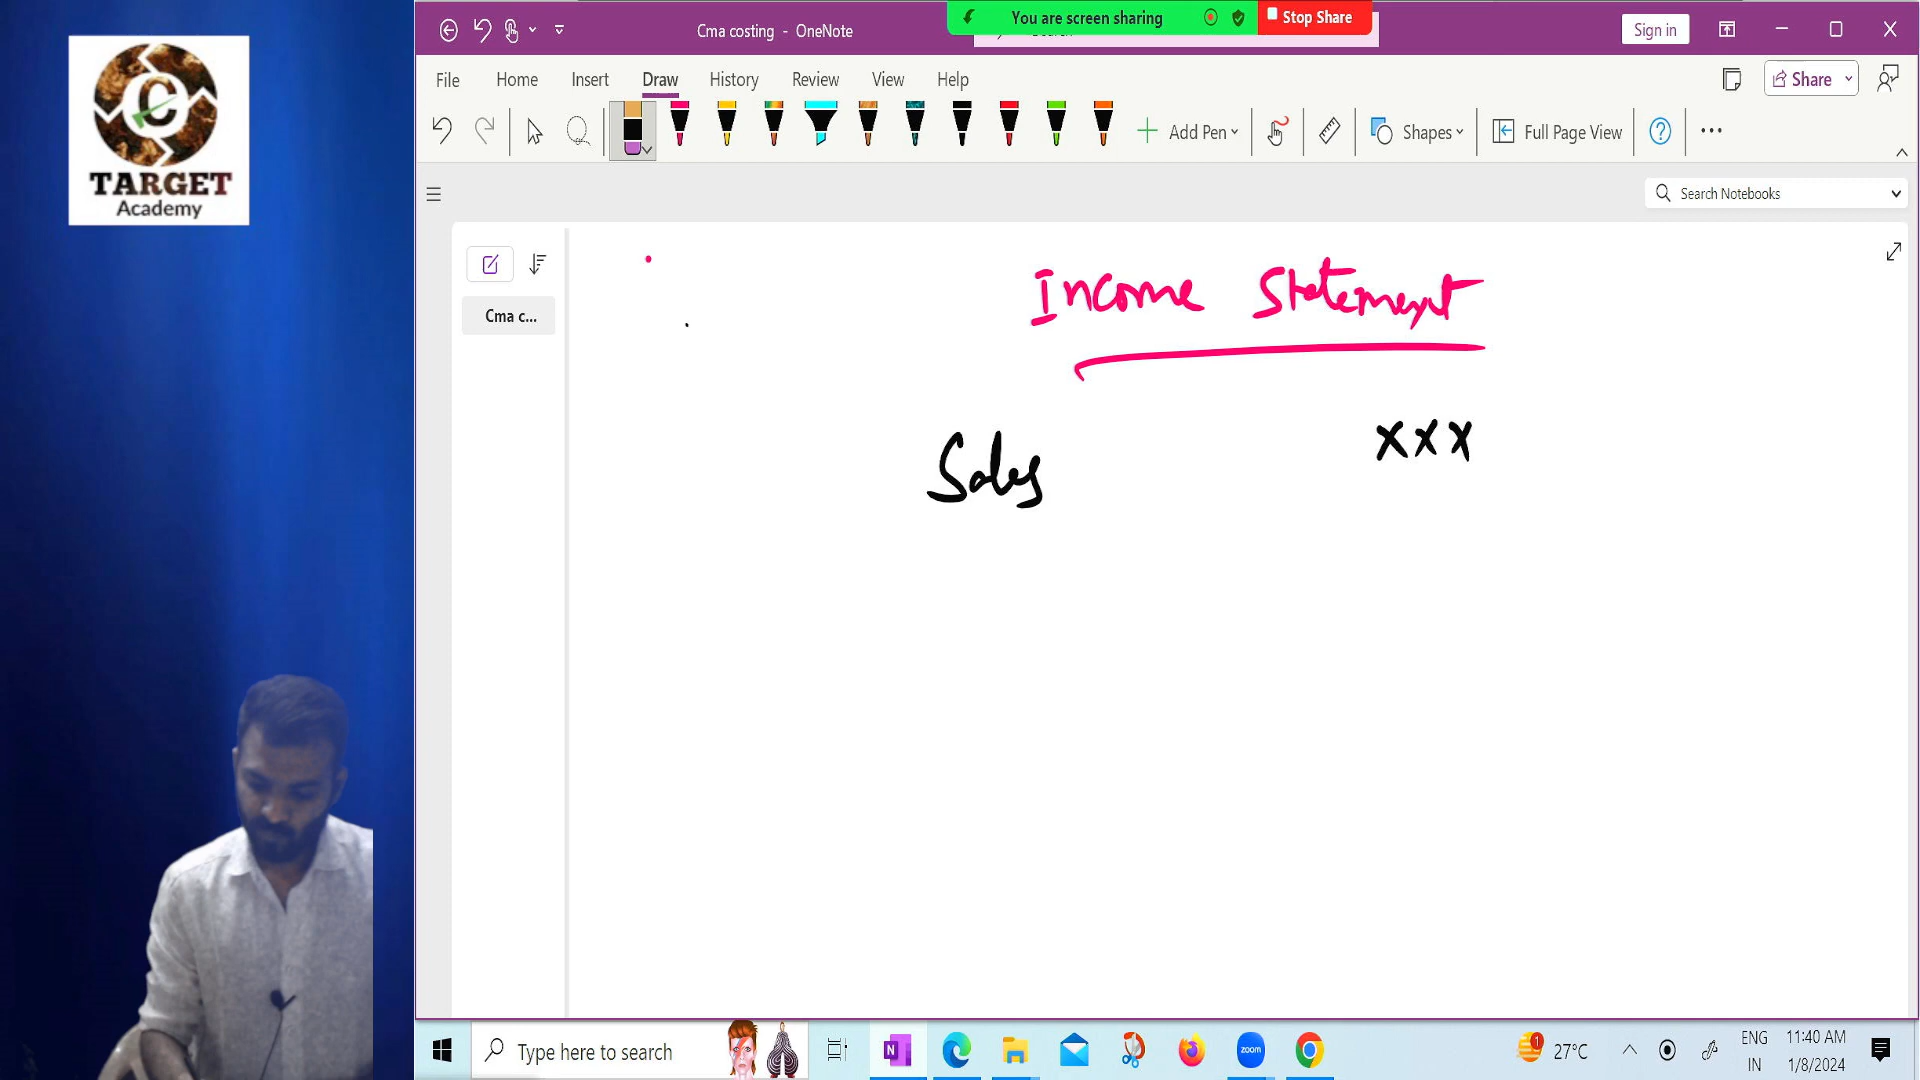 TARGET
Academy
Cma costing - OneNote
You are screen sharing
Stop Share
Sign in
File Home Insert Draw History Review View Help
Share
Add Pen
Shapes
Full Page View
Search Notebooks
Cma c...
Income Statement
Sales xxx
Type here to search
zoom
1
27°C
ENG
IN
11:40 AM
1/8/2024